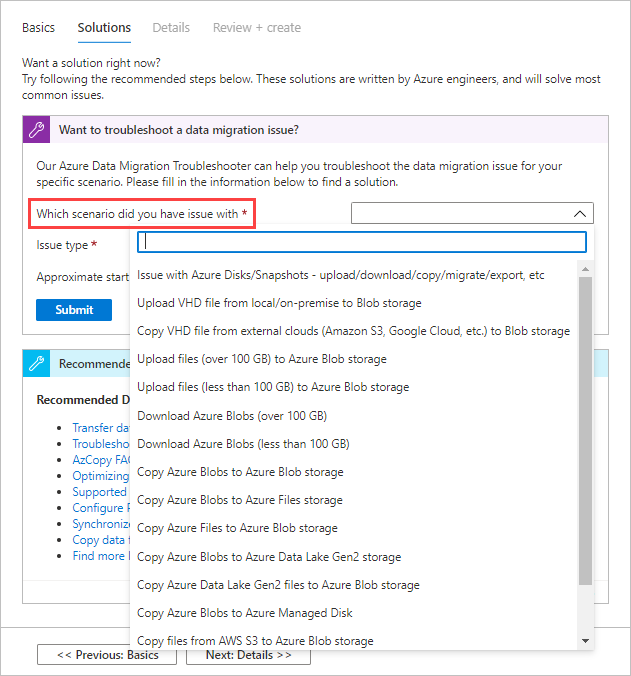 Basics Solutions Details Review + create
Want a solution right now?
Try following the recommended steps below. These solutions are written by Azure engineers, and will solve most
common issues.
Want to troubleshoot a data migration issue?
Our Azure Data Migration Troubleshooter can help you troubleshoot the data migration issue for your
specific scenario. Please fill in the information below to find a solution.
Which scenario did you have issue with *
Issue type *
Approximate start
Submit
Issue with Azure Disks/Snapshots - upload/download/copy/migrate/export, etc
Upload VHD file from local/on-premise to Blob storage
Copy VHD file from external clouds (Amazon S3, Google Cloud, etc.) to Blob storage
Upload files (over 100 GB) to Azure Blob storage
Upload files (less than 100 GB) to Azure Blob storage
Download Azure Blobs (over 100 GB)
Download Azure Blobs (less than 100 GB)
Copy Azure Blobs to Azure Blob storage
Copy Azure Blobs to Azure Files storage
Copy Azure Files to Azure Blob storage
Copy Azure Blobs to Azure Data Lake Gen2 storage
Copy Azure Data Lake Gen2 files to Azure Blob storage
Copy Azure Blobs to Azure Managed Disk
Copy files from AWS S3 to Azure Blob storage
Recommende
Recommended D
Transfer da
Troublesho
AzCopy FA
Optimizing
Supported
Configure
Synchronize
Copy data
Find more
<< Previous: Basics
Next: Details >>